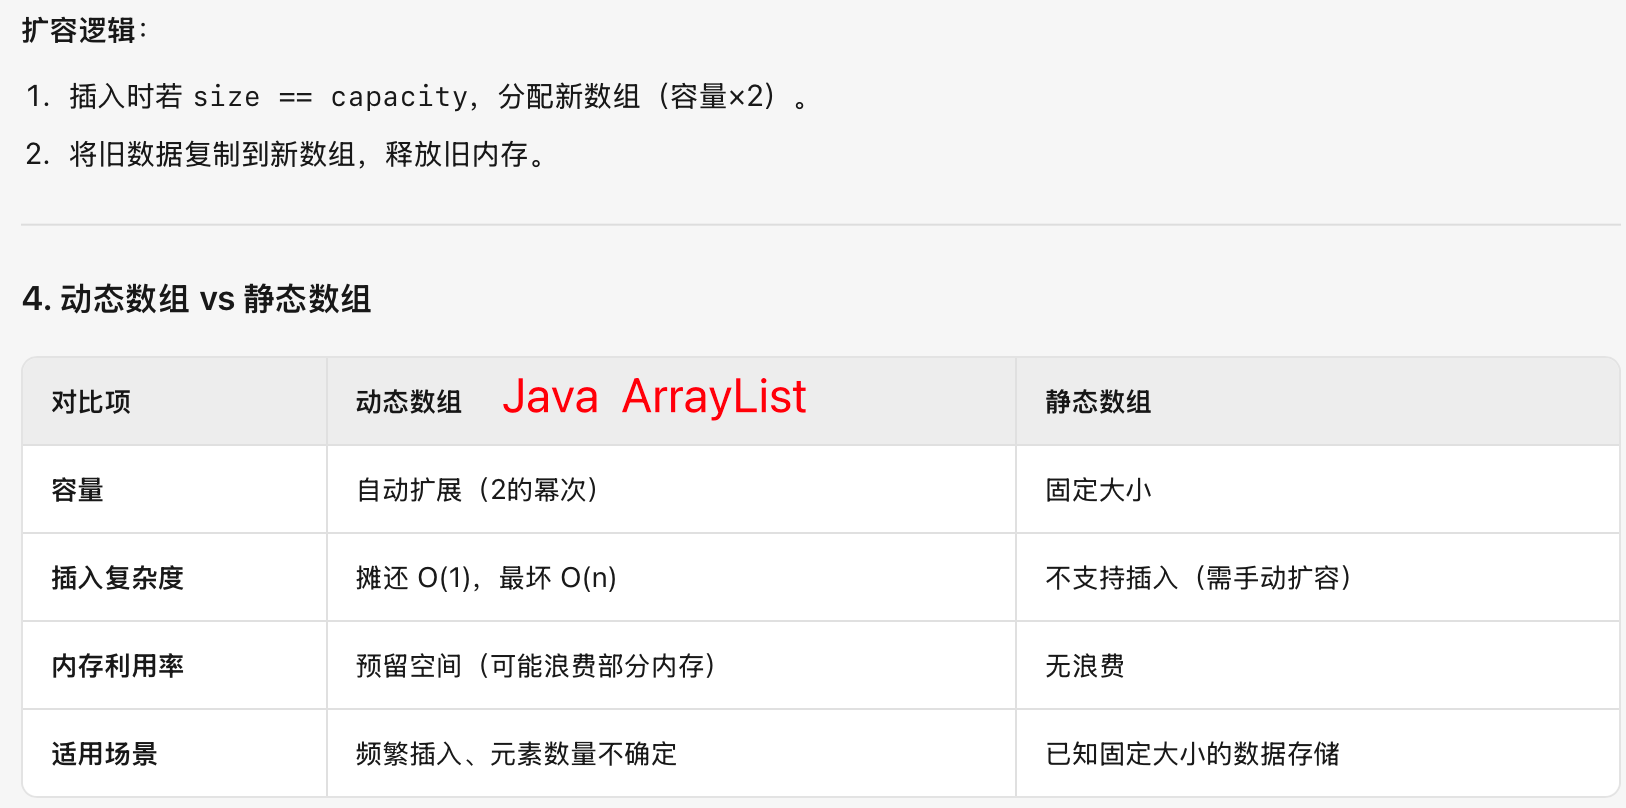 扩容逻辑：
1. 插入时若 size == capacity，分配新数组（容量×2）。
2. 将旧数据复制到新数组，释放旧内存。
4. 动态数组 vs 静态数组
对比项 动态数组 Java ArrayList 静态数组
容量 自动扩展（2的幂次） 固定大小
插入复杂度 摊还 O(1)，最坏 O(n) 不支持插入（需手动扩容）
内存利用率 预留空间（可能浪费部分内存） 无浪费
适用场景 频繁插入、元素数量不确定 已知固定大小的数据存储